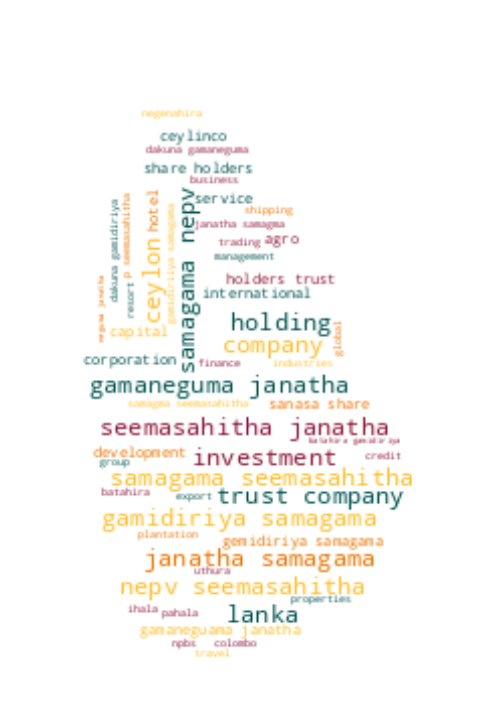 negenahira
ceylinco
dakuna gamaneguma
share holders
business
service
shipping
janatha samagma
trading agro
management
holders trust
international
dakuna gamidiriya
resort
p seemasahitha
hotel
ceylon
gamidiriya samagama
samagama nepv
neguma janatha
capital
holding
company
global
corporation
finance
industries
gamaneguma janatha
samagma seemasahitha
sanasa share
seemasahitha janatha
batahira gamidiriya
development
investment
credit
group
samagama seemasahitha
batahira
export
trust company
gamidiriya samagama
plantation
gemidiriya samagama
janatha samagama
uthura
nepv seemasahitha
properties
ihala
pahala
lanka
gamaneguama janatha
npbs
colombo
travel